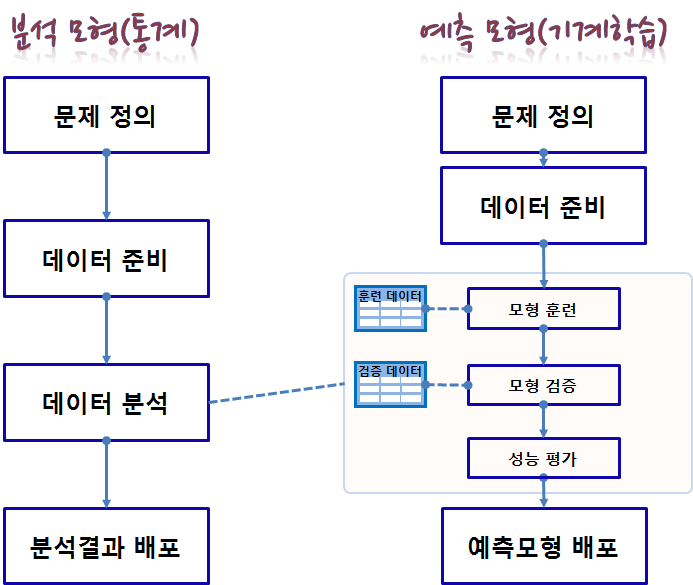 분석 모형(통계)
문제 정의
데이터 준비
데이터 분석
분석결과 배포
예측 모형(기계학습)
문제 정의
데이터 준비
훈련 데이터
모형 훈련
검증 데이터
모형 검증
성능 평가
예측모형 배포